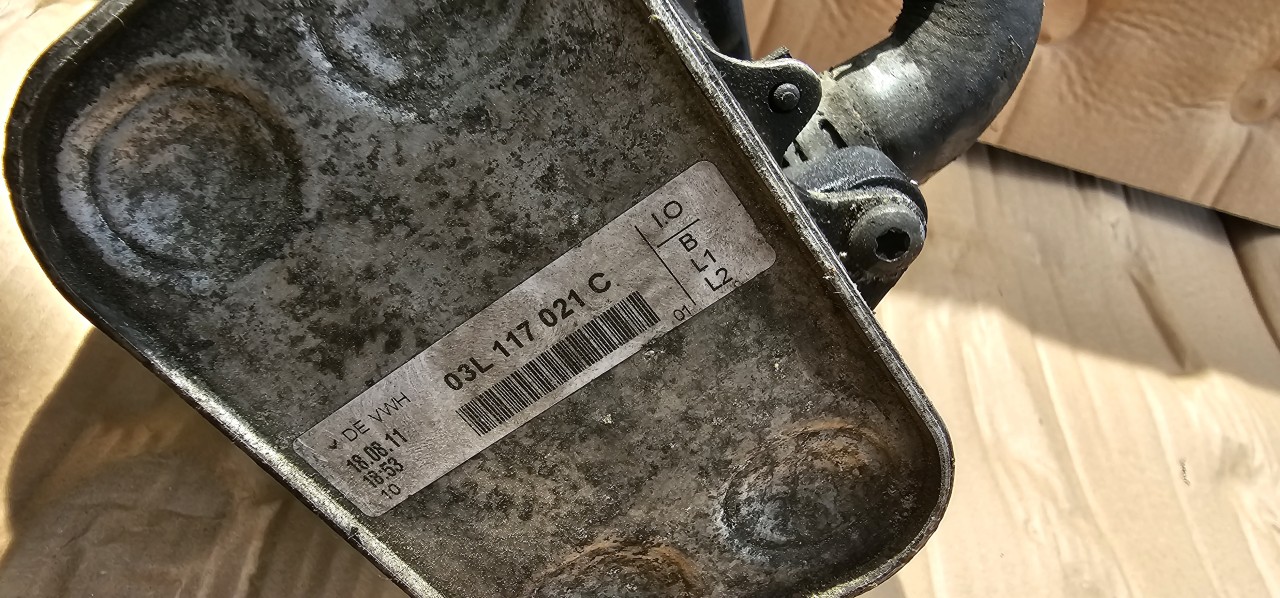 03L 117 021 C
DE VWH
18.08.11
18:53
10
I.O
B
L1
L2
01